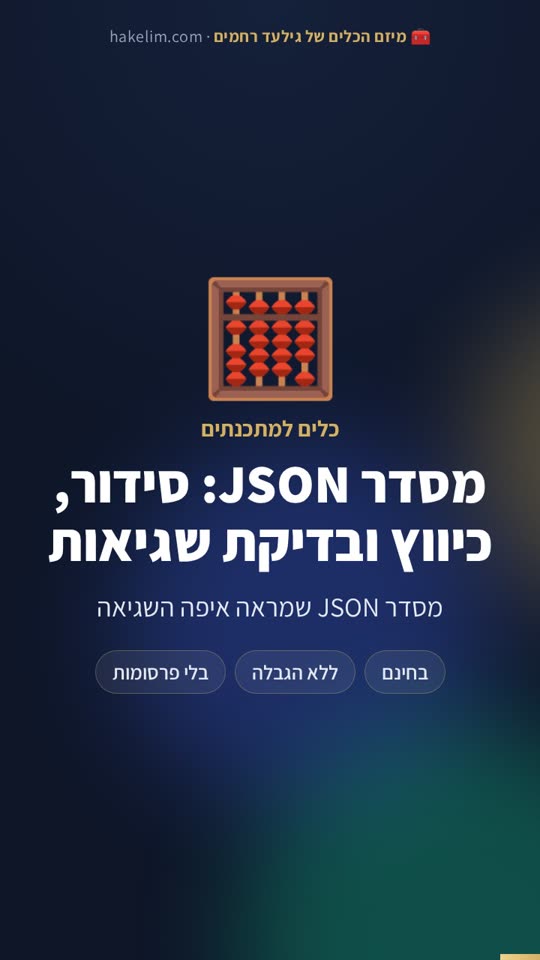 🧰 מיזם הכלים של גילעד רחמים · hakelim.com
כלים למתכנתים
מסדר JSON: סידור,
כיווץ ובדיקת שגיאות
מסדר JSON שמראה איפה השגיאה
בחינם
ללא הגבלה
בלי פרסומות